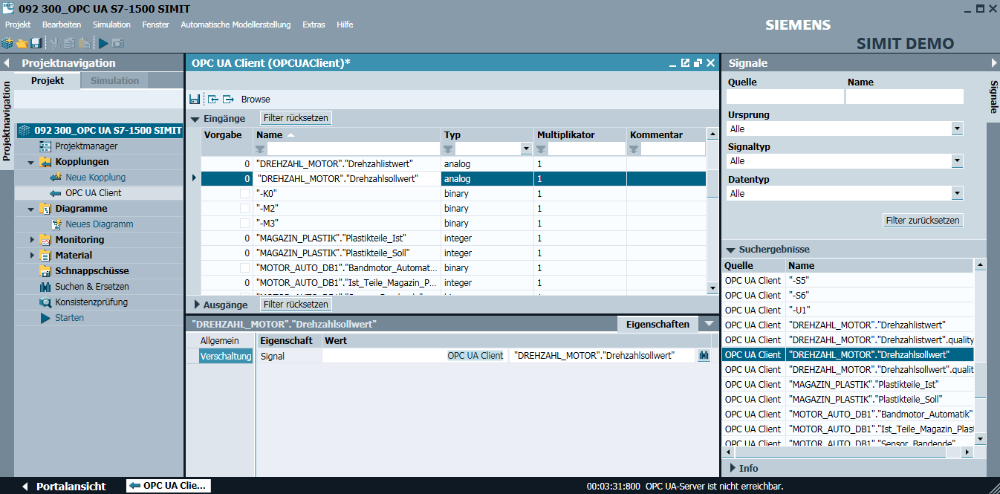 SIMIT 092 300_OPC UA S7-1500 SIMIT
Projekt Bearbeiten Simulation Fenster Automatische Modellerstellung Extras Hilfe
SIEMENS
SIMIT DEMO
Projektnavigation
Projektnavigation
Projekt Simulation
092 300_OPC UA S7-1500 SIMIT
Projektmanager
Kopplungen
Neue Kopplung
OPC UA Client
Diagramme
Neues Diagramm
Monitoring
Material
Schnappschüsse
Suchen & Ersetzen
Konsistenzprüfung
Starten
OPC UA Client (OPCUAClient)*
Browse
Eingänge Filter rücksetzen
Vorgabe Name Typ Multiplikator Kommentar
0 "DREHZAHL_MOTOR"."Drehzahlistwert" analog 1
0 "DREHZAHL_MOTOR"."Drehzahlsollwert" analog 1
"-K0" binary 1
"-M2" binary 1
"-M3" binary 1
0 "MAGAZIN_PLASTIK"."Plastikteile_Ist" integer 1
0 "MAGAZIN_PLASTIK"."Plastikteile_Soll" integer 1
"MOTOR_AUTO_DB1"."Bandmotor_Automat... binary 1
0 "MOTOR_AUTO_DB1"."Ist_Teile_Magazin_P... integer 1
Ausgänge Filter rücksetzen
"DREHZAHL_MOTOR"."Drehzahlsollwert" Eigenschaften
Allgemein
Verschaltung
Eigenschaft Wert
Signal OPC UA Client "DREHZAHL_MOTOR"."Drehzahlsollwert"
Signale
Signale
Quelle Name
Ursprung
Alle
Signaltyp
Alle
Datentyp
Alle
Filter zurücksetzen
Suchergebnisse
Quelle Name
OPC UA Client "-S5"
OPC UA Client "-S6"
OPC UA Client "-U1"
OPC UA Client "DREHZAHL_MOTOR"."Drehzahlistwert"
OPC UA Client "DREHZAHL_MOTOR"."Drehzahlistwert".quality
OPC UA Client "DREHZAHL_MOTOR"."Drehzahlsollwert"
OPC UA Client "DREHZAHL_MOTOR"."Drehzahlsollwert".qualit
OPC UA Client "MAGAZIN_PLASTIK"."Plastikteile_Ist"
OPC UA Client "MAGAZIN_PLASTIK"."Plastikteile_Soll"
OPC UA Client "MOTOR_AUTO_DB1"."Bandmotor_Automatik"
OPC UA Client "MOTOR_AUTO_DB1"."Ist_Teile_Magazin_Plast
OPC UA Client "MOTOR_AUTO_DB1"."Sensor_Bandende"
Info
Portalansicht OPC UA Clie... 00:03:31:800 OPC UA-Server ist nicht erreichbar.